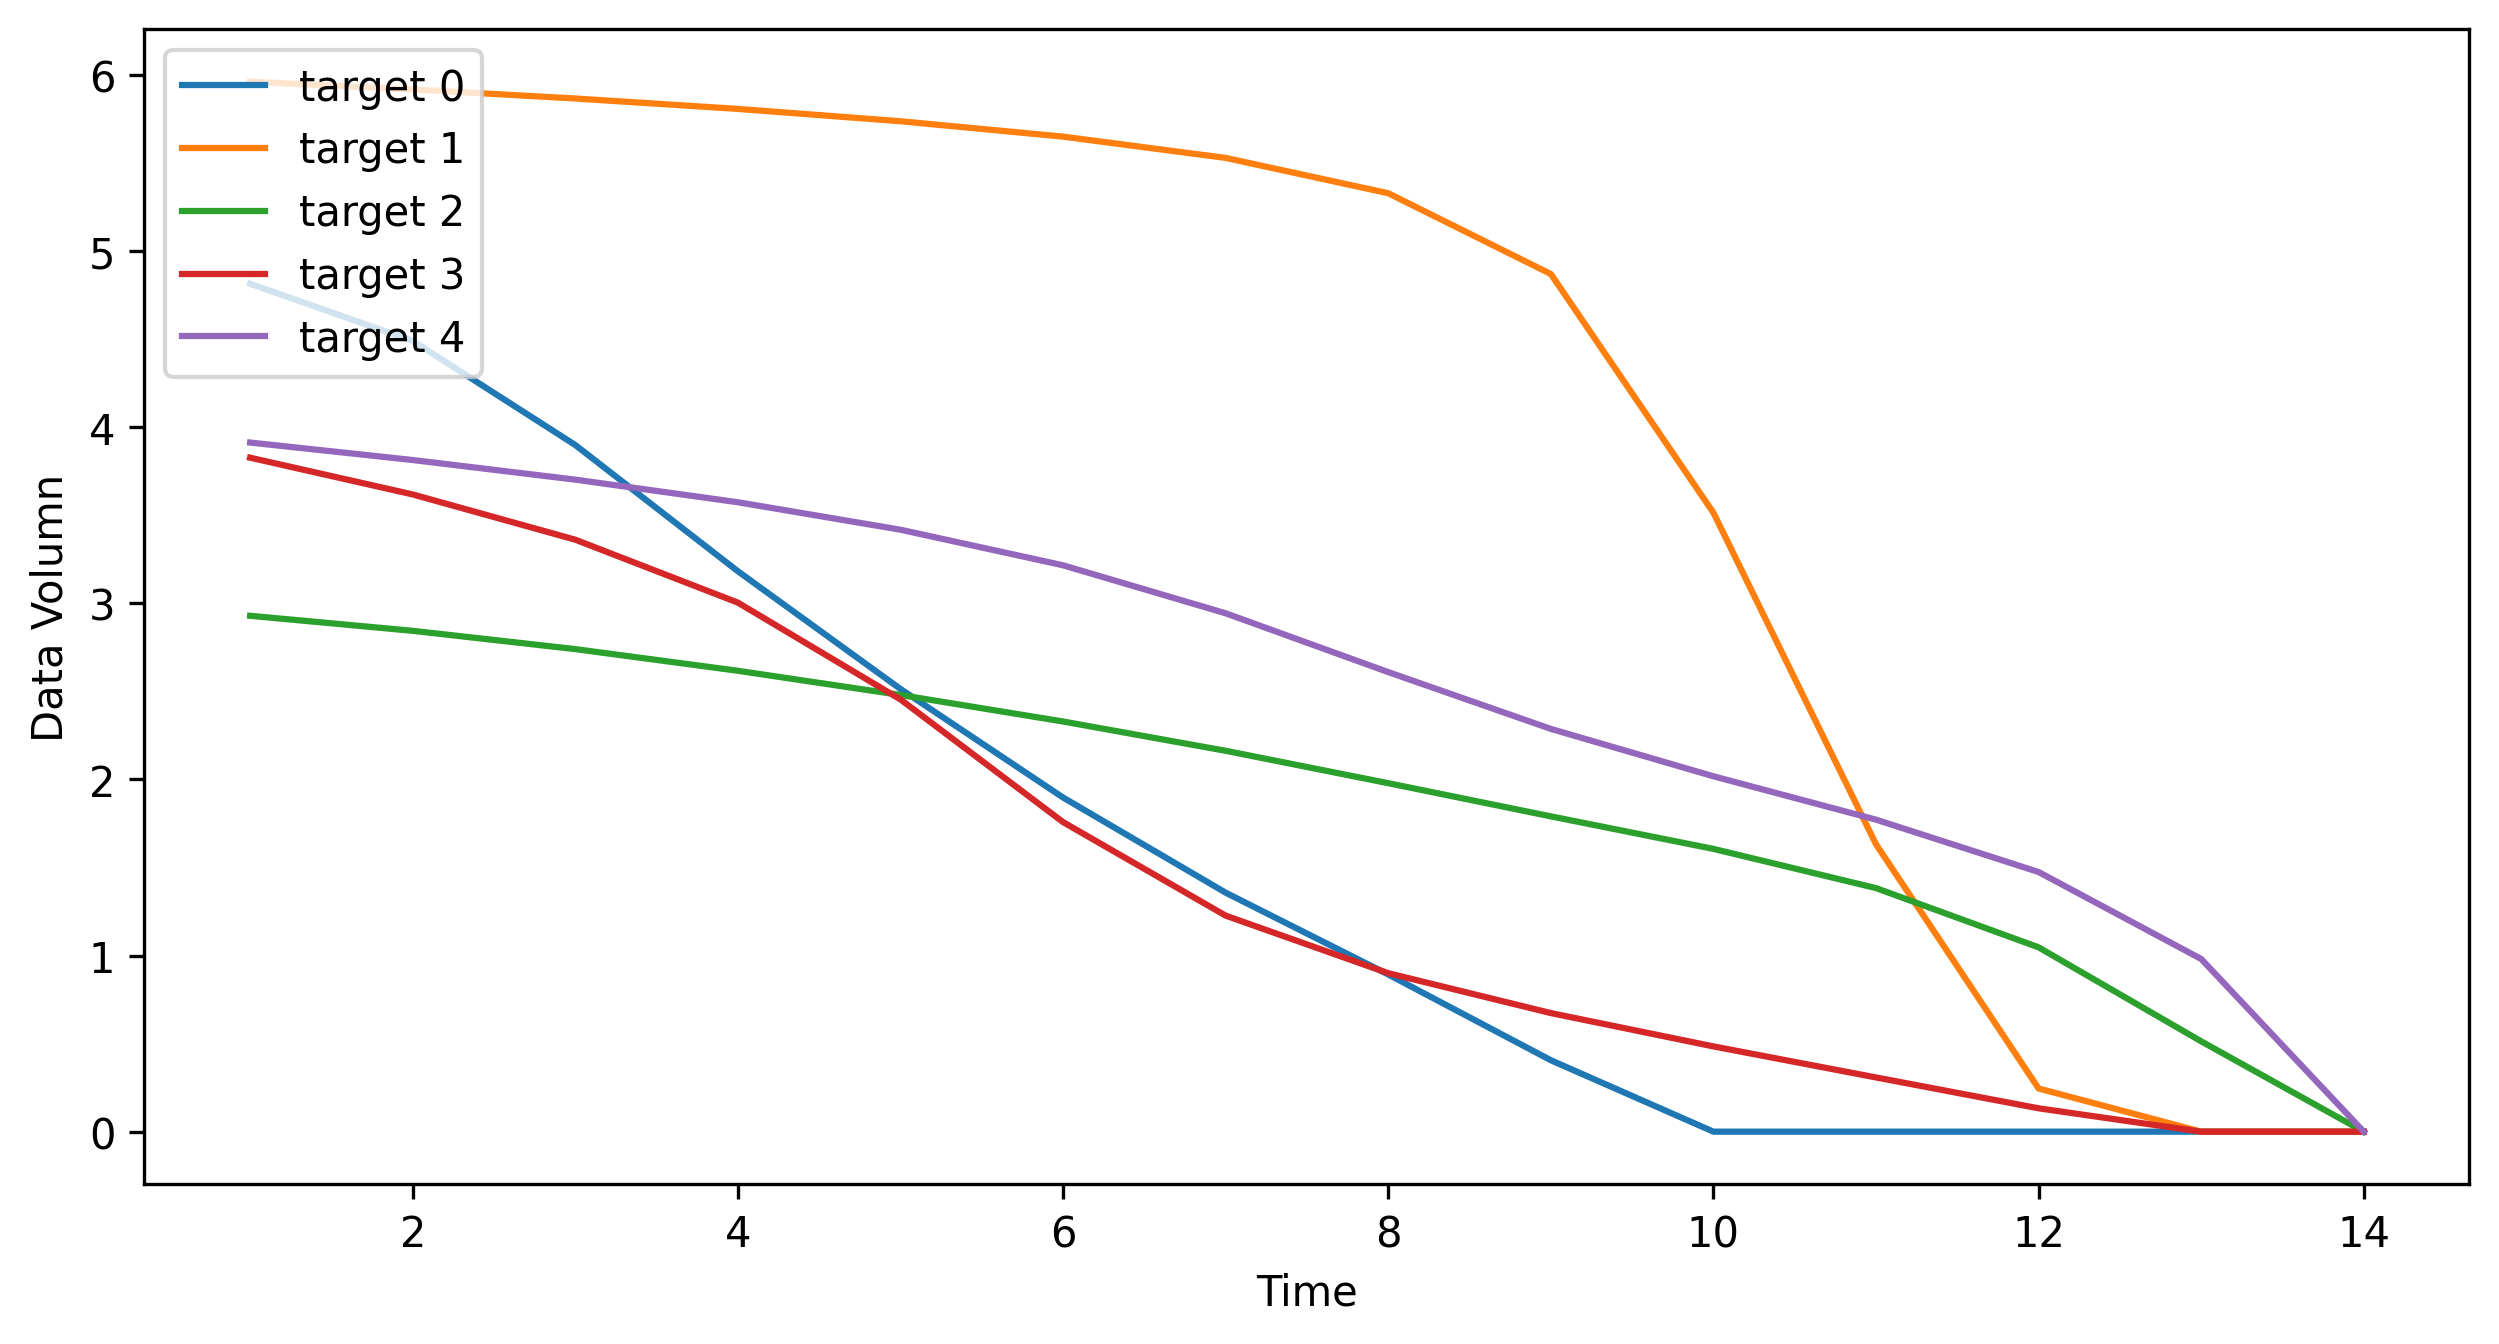 target 0
target 1
target 2
target 3
target 4
6
5
4
3
2
1
0
Data Volumn
2 4 6 8 10 12 14
Time